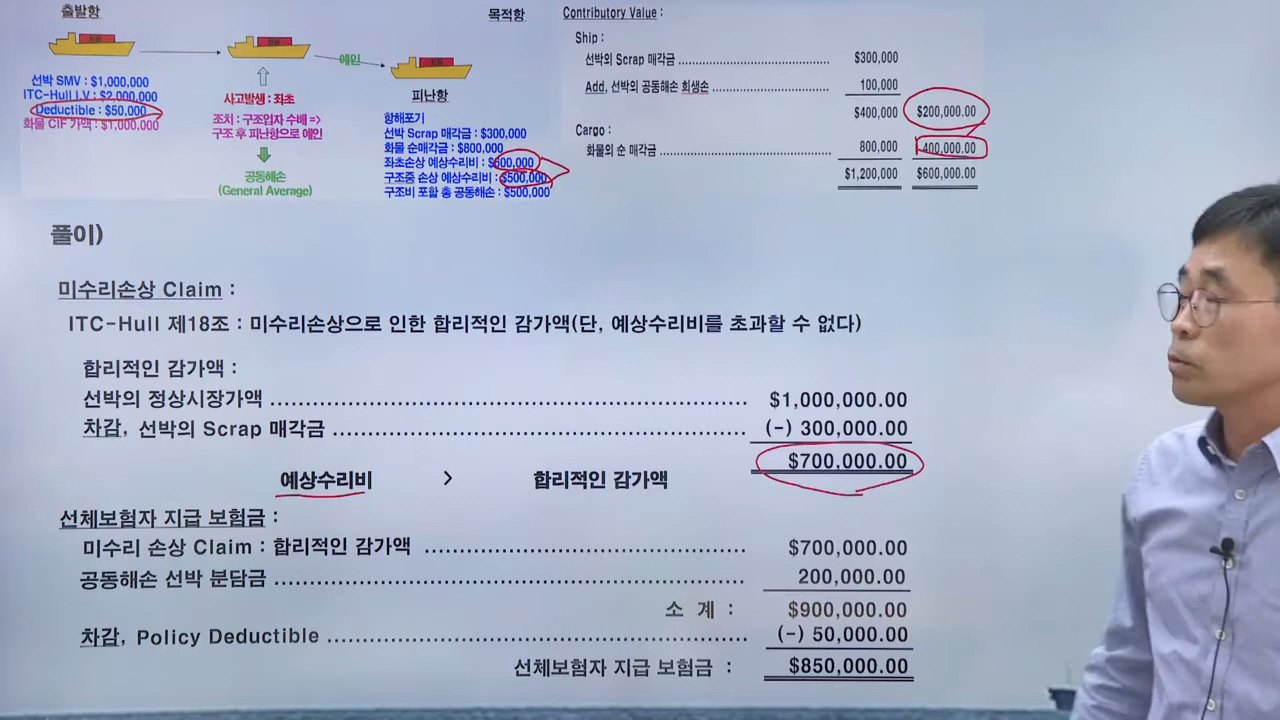 출발항
목적항
예인
선박 SMV : $1,000,000
ITC-Hull I.V : $2,000,000
Deductible : $50,000
화물 CIF 가액 : $1,000,000
사고발생 : 좌초
조치 : 구조업자 수배 =>
구조 후 피난항으로 예인
공동해손
(General Average)
피난항
항해포기
선박 Scrap 매각금 : $300,000
화물 순매각금 : $800,000
좌초손상 예상수리비 : $600,000
구조중 손상 예상수리비 : $500,000
구조비 포함 총 공동해손 : $500,000
Contributory Value :
Ship :
선박의 Scrap 매각금 $300,000
Add, 선박의 공동해손 희생손 100,000
$400,000 $200,000.00
Cargo :
화물의 순 매각금 800,000 400,000.00
$1,200,000 $600,000.00
풀이)
미수리손상 Claim :
ITC-Hull 제18조 : 미수리손상으로 인한 합리적인 감가액(단, 예상수리비를 초과할 수 없다)
합리적인 감가액 :
선박의 정상시장가액 $1,000,000.00
차감, 선박의 Scrap 매각금 (-) 300,000.00
$700,000.00
예상수리비 > 합리적인 감가액
선체보험자 지급 보험금 :
미수리 손상 Claim : 합리적인 감가액 $700,000.00
공동해손 선박 분담금 200,000.00
소 계 : $900,000.00
차감, Policy Deductible (-) 50,000.00
선체보험자 지급 보험금 : $850,000.00